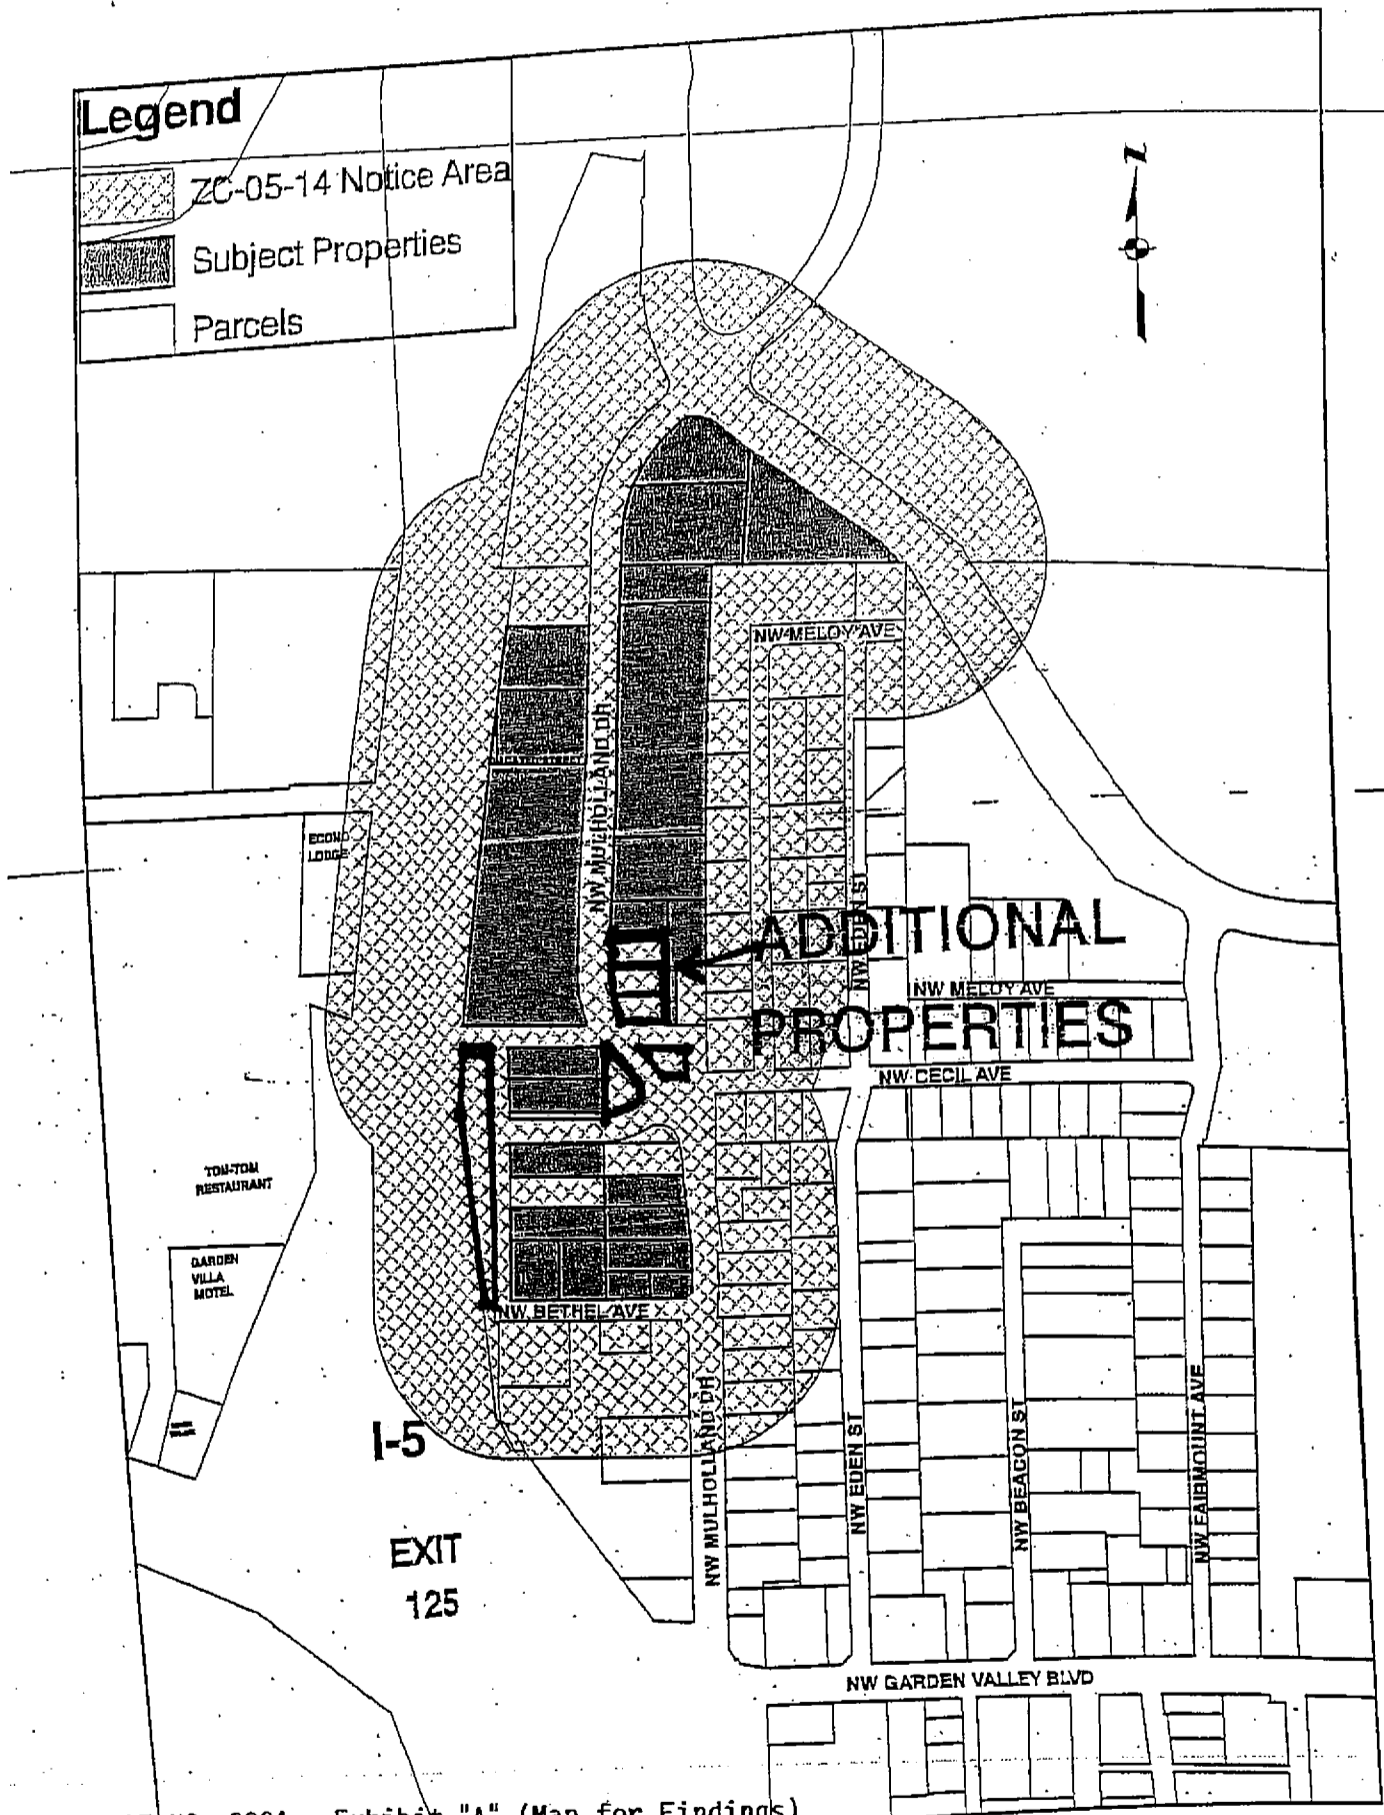 Legend
ZC-05-14 Notice Area
Subject Properties
Parcels
N
NW MELOY AVE
NW MULHOLLAND DR
ECONO
LODGE
NW EDEN ST
ADDITIONAL
PROPERTIES
NW MELOY AVE
NW CECIL AVE
TOM-TOM
RESTAURANT
GARDEN
VILLA
MOTEL
NW BETHEL AVE
I-5
EXIT
125
NW MULHOLLAND DR
NW EDEN ST
NW BEACON ST
NW FAIRMOUNT AVE
NW GARDEN VALLEY BLVD
Exhibit "A" (Map for Findings)